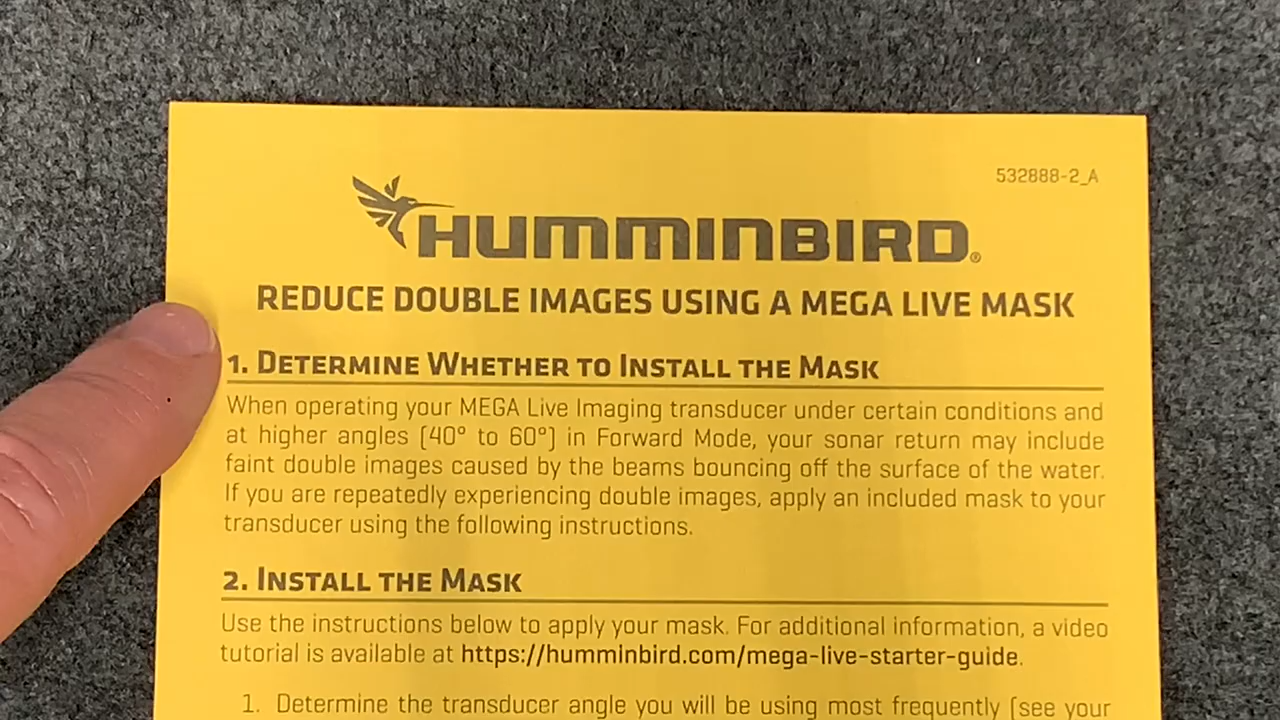 532888-2_A
HUMMINBIRD®
REDUCE DOUBLE IMAGES USING A MEGA LIVE MASK
1. DETERMINE WHETHER TO INSTALL THE MASK
When operating your MEGA Live Imaging transducer under certain conditions and
at higher angles (40° to 60°) in Forward Mode, your sonar return may include
faint double images caused by the beams bouncing off the surface of the water.
If you are repeatedly experiencing double images, apply an included mask to your
transducer using the following instructions.
2. INSTALL THE MASK
Use the instructions below to apply your mask. For additional information, a video
tutorial is available at https://humminbird.com/mega-live-starter-guide.
1. Determine the transducer angle you will be using most frequently (see your